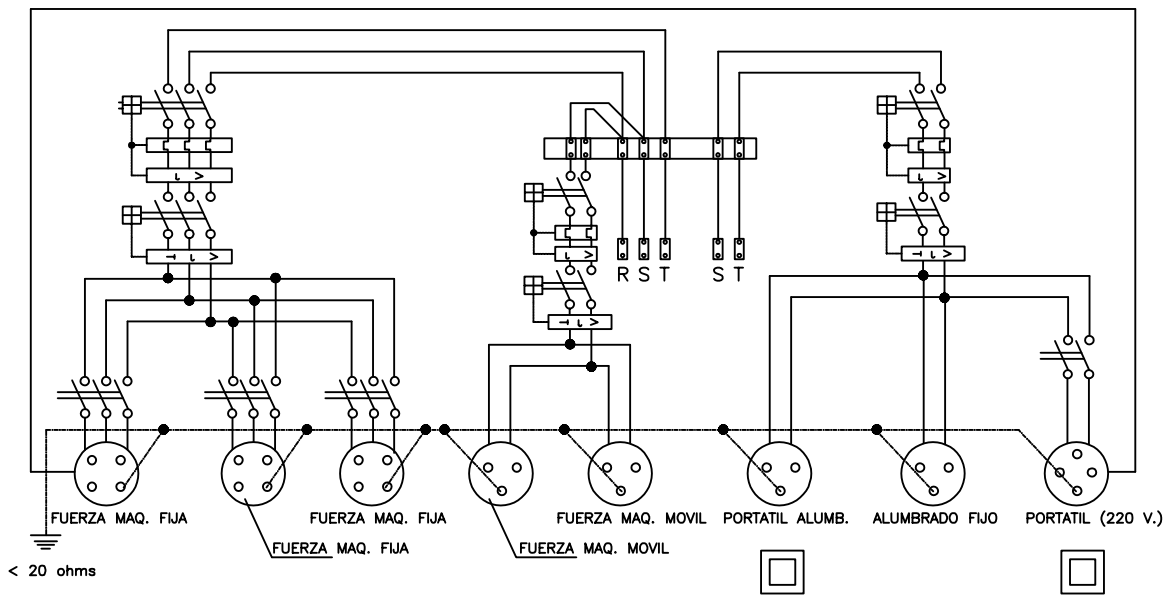 R S T S T
FUERZA MAQ. FIJA
FUERZA MAQ. FIJA
FUERZA MAQ. MOVIL
PORTATIL ALUMB.
ALUMBRADO FIJO
PORTATIL (220 V.)
FUERZA MAQ. FIJA
FUERZA MAQ. MOVIL
< 20 ohms